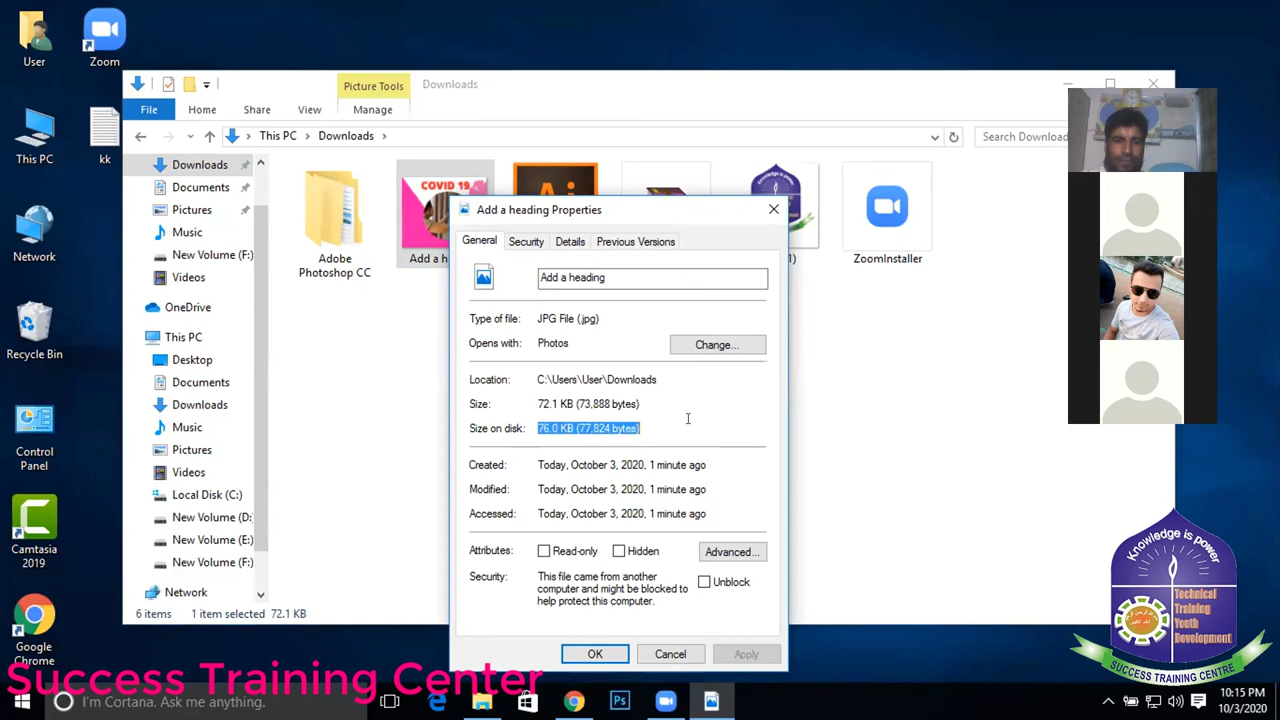 User
Zoom
This PC
kk
Network
Recycle Bin
Control
Panel
Camtasia
2019
Google
Chrome
Picture Tools
Downloads
File
Home
Share
View
Manage
This PC
Downloads
Search Download
Downloads
Documents
Pictures
Music
New Volume (F:)
Videos
OneDrive
This PC
Desktop
Documents
Downloads
Music
Pictures
Videos
Local Disk (C:)
New Volume (D:
New Volume (E:)
New Volume (F:)
Network
6 items
1 item selected 72.1 KB
Adobe
Photoshop CC
COVID 19
Add a h
Ai
Knowledge is power
1)
ZoomInstaller
Add a heading Properties
General
Security
Details
Previous Versions
Add a heading
Type of file:
JPG File (.jpg)
Opens with:
Photos
Change...
Location:
C:\Users\User\Downloads
Size:
72.1 KB (73,888 bytes)
Size on disk:
76.0 KB (77,824 bytes)
Created:
Today, October 3, 2020, 1 minute ago
Modified:
Today, October 3, 2020, 1 minute ago
Accessed:
Today, October 3, 2020, 1 minute ago
Attributes:
Read-only
Hidden
Advanced...
Security:
This file came from another
computer and might be blocked to
help protect this computer.
Unblock
OK
Cancel
Apply
Knowledge is power
Technical
Training
Youth
Development
SUCCESS TRAINING CENTRE
Success Training Center
I'm Cortana. Ask me anything.
Ps
10:15 PM
10/3/2020